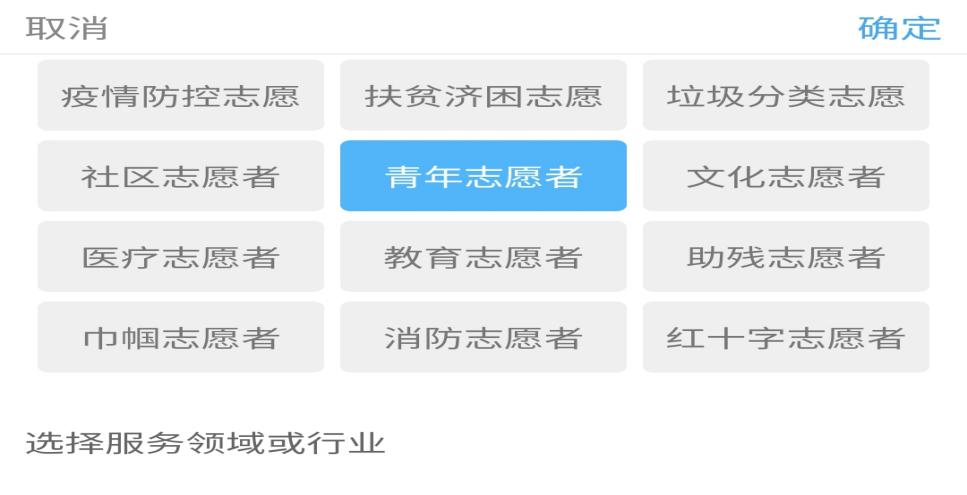 取消 确定
疫情防控志愿 扶贫济困志愿 垃圾分类志愿
社区志愿者 青年志愿者 文化志愿者
医疗志愿者 教育志愿者 助残志愿者
巾帼志愿者 消防志愿者 红十字志愿者
选择服务领域或行业